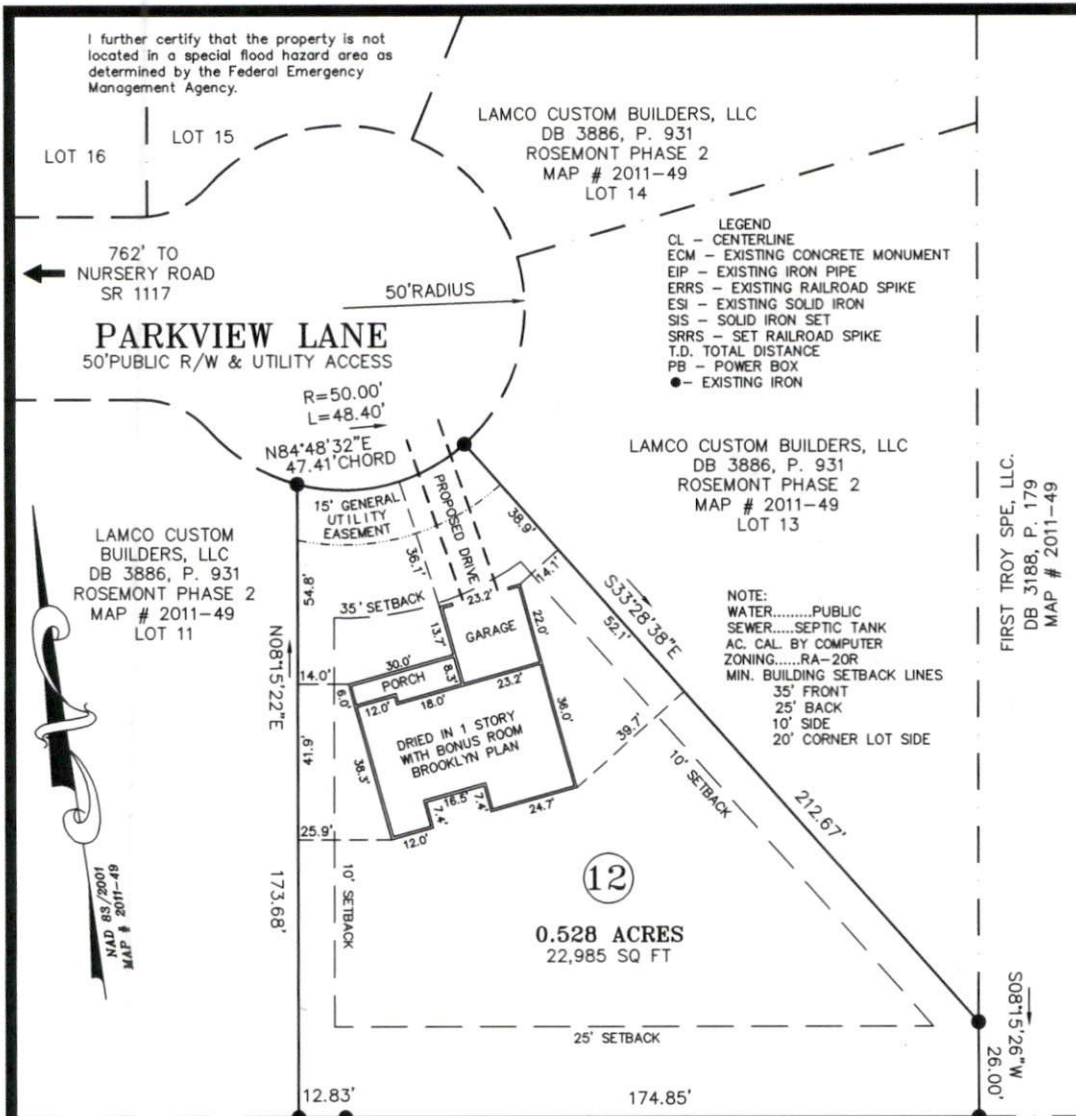 I further certify that the property is not
located in a special flood hazard area as
determined by the Federal Emergency
Management Agency.
LOT 15
LOT 16
LAMCO CUSTOM BUILDERS, LLC
DB 3886, P. 931
ROSEMONT PHASE 2
MAP # 2011-49
LOT 14
762' TO
NURSERY ROAD
SR 1117
50'RADIUS
LEGEND
CL - CENTERLINE
ECM - EXISTING CONCRETE MONUMENT
EIP - EXISTING IRON PIPE
ERRS - EXISTING RAILROAD SPIKE
ESI - EXISTING SOLID IRON
SIS - SOLID IRON SET
SRRS - SET RAILROAD SPIKE
T.D. TOTAL DISTANCE
PB - POWER BOX
●- EXISTING IRON
PARKVIEW LANE
50'PUBLIC R/W & UTILITY ACCESS
R=50.00'
L=48.40'
N84°48'32"E
47.41'CHORD
LAMCO CUSTOM BUILDERS, LLC
DB 3886, P. 931
ROSEMONT PHASE 2
MAP # 2011-49
LOT 13
FIRST TROY SPE, LLC.
DB 3188, P. 179
MAP # 2011-49
15' GENERAL
UTILITY
EASEMENT
PROPOSED DRIVE
38.9'
36.1'
LAMCO CUSTOM
BUILDERS, LLC
DB 3886, P. 931
ROSEMONT PHASE 2
MAP # 2011-49
LOT 11
54.8'
35' SETBACK
23.2'
14.1'
S33°28'38"E
52.1'
13.7'
GARAGE
22.0'
NOTE:
WATER.........PUBLIC
SEWER.....SEPTIC TANK
AC. CAL. BY COMPUTER
ZONING......RA-20R
MIN. BUILDING SETBACK LINES
35' FRONT
25' BACK
10' SIDE
20' CORNER LOT SIDE
N08°15'22"E
14.0'
30.0'
PORCH
8.3'
6.0'
12.0'
18.0'
23.2'
36.0'
DRIED IN 1 STORY
WITH BONUS ROOM
BROOKLYN PLAN
39.7'
41.9'
38.3'
16.5'
7.4'
7.4'
24.7'
12.0'
25.9'
10' SETBACK
212.67'
10' SETBACK
173.68'
12
0.528 ACRES
22,985 SQ FT
NAD 83/2001
MAP # 2011-49
25' SETBACK
S08°15'26"W
26.00'
12.83'
174.85'